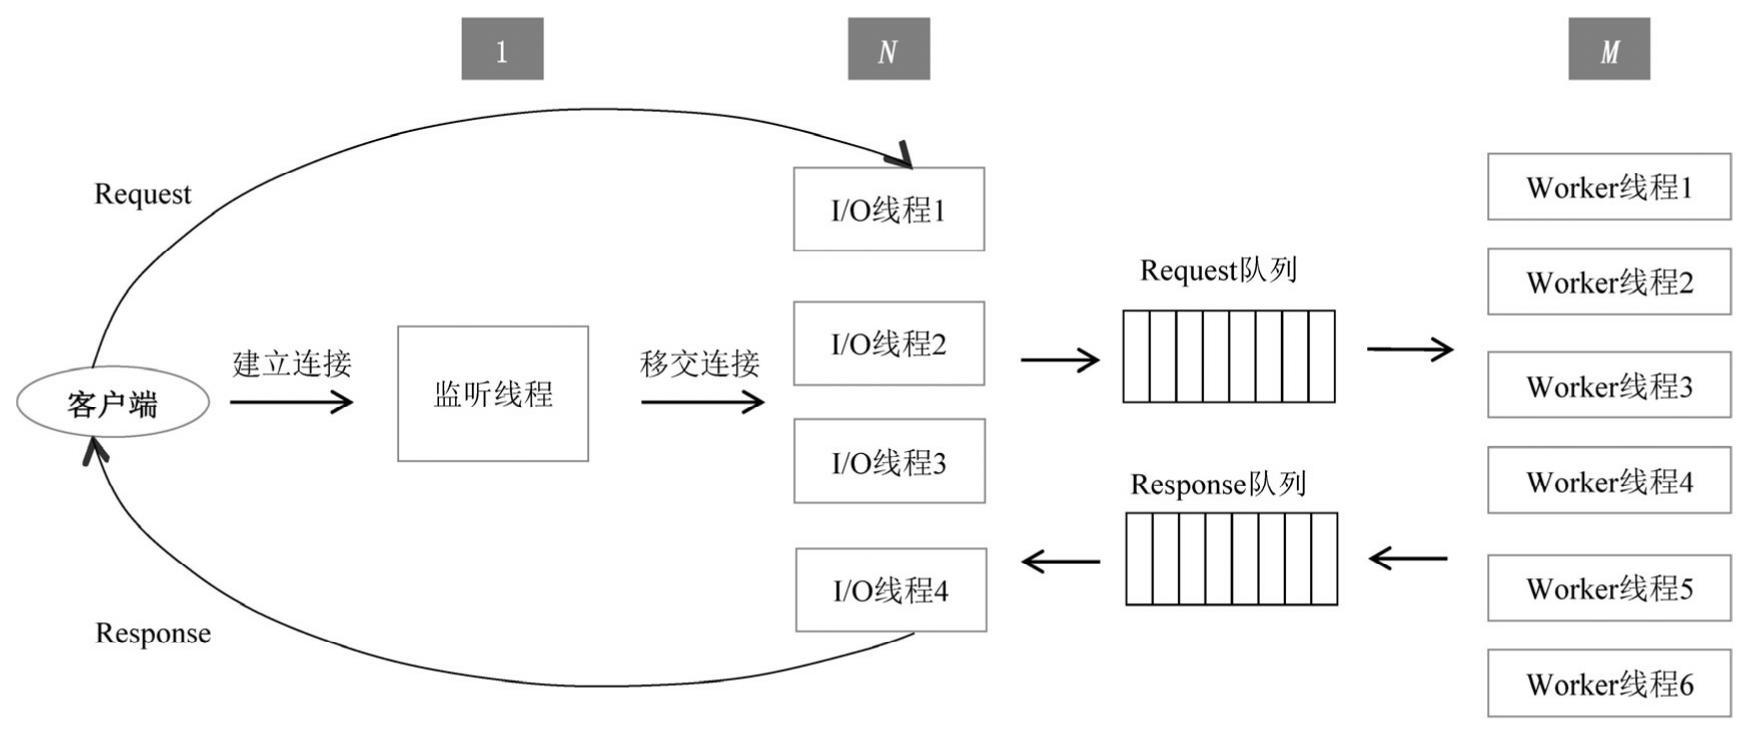 1
N
M
Request
I/O线程1
Worker线程1
Request队列
Worker线程2
建立连接
移交连接
I/O线程2
客户端
监听线程
Worker线程3
I/O线程3
Response队列
Worker线程4
I/O线程4
Worker线程5
Response
Worker线程6